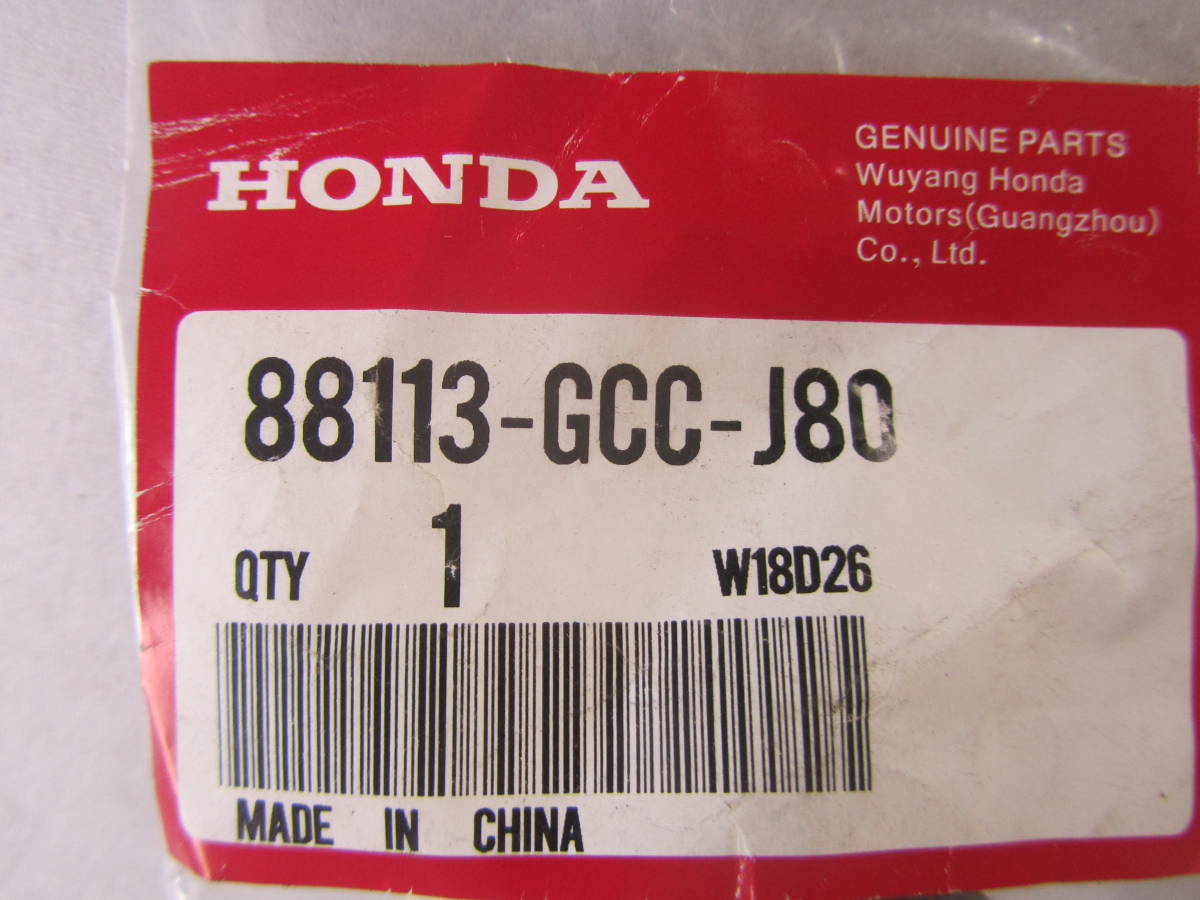 HONDA
GENUINE PARTS
Wuyang Honda
Motors(Guangzhou)
Co., Ltd.
88113-GCC-J80
QTY 1 W18D26
MADE IN CHINA